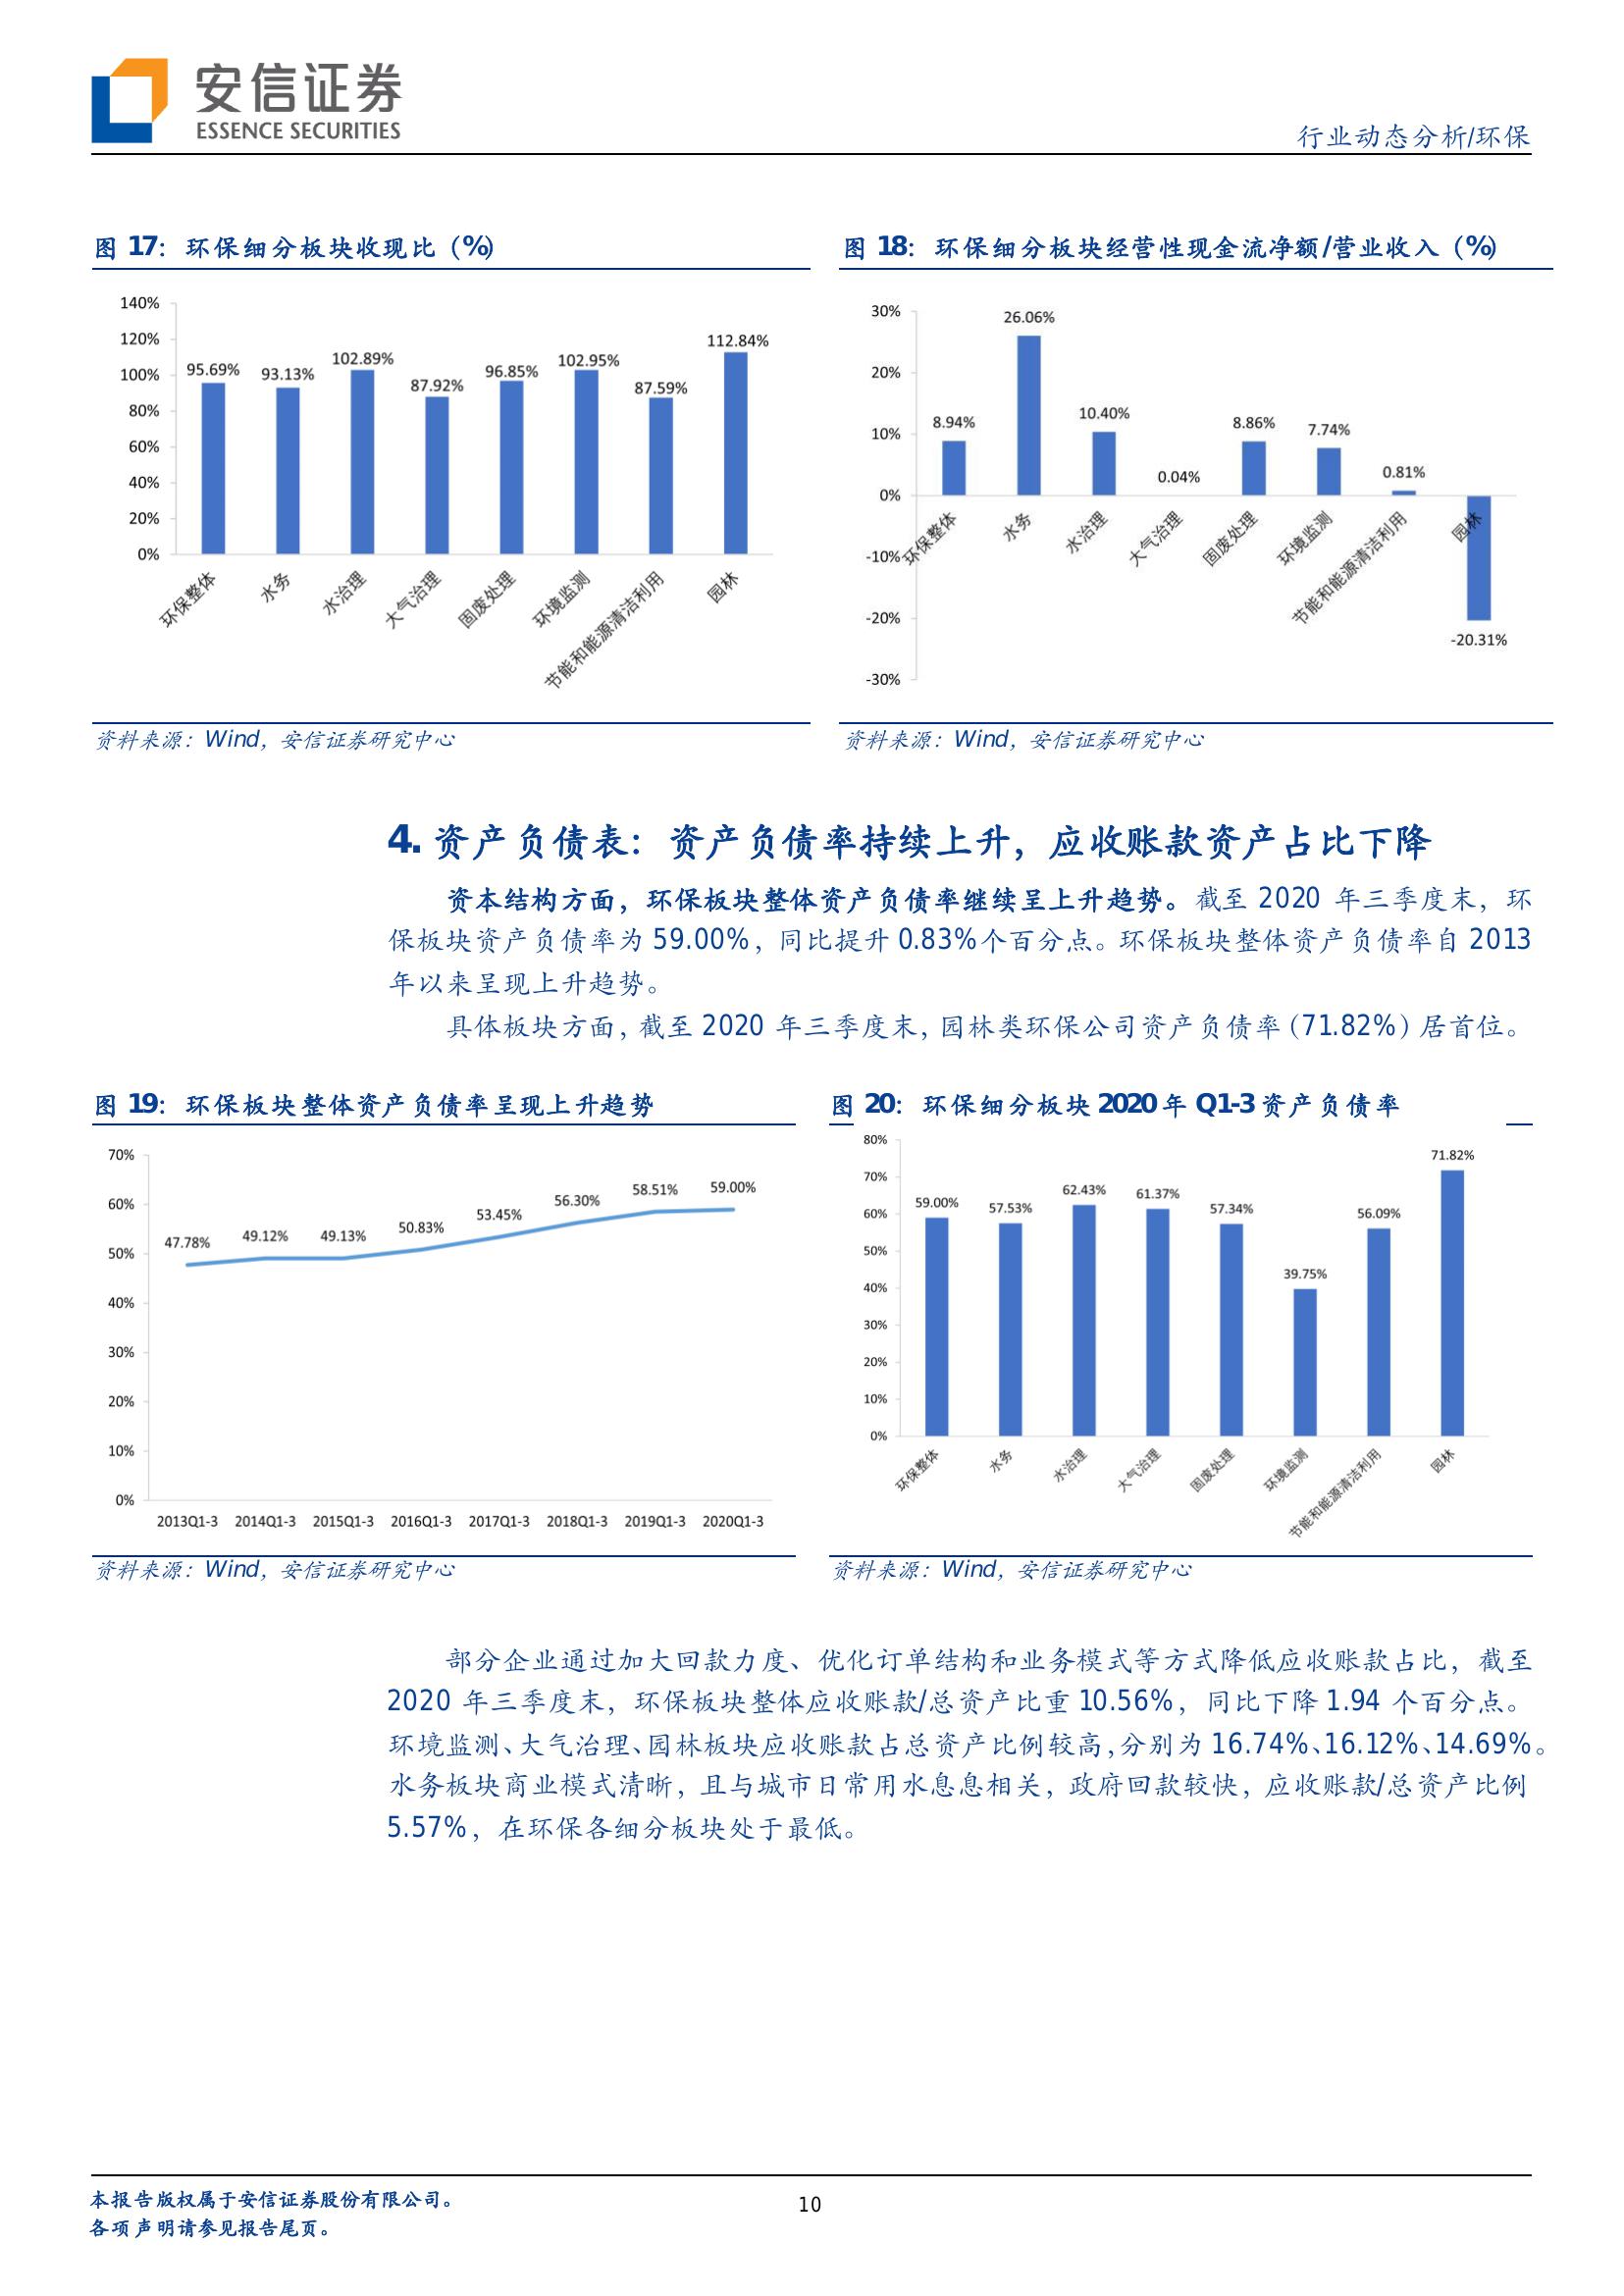 安信证券
ESSENCE SECURITIES
行业动态分析/环保
图 17：环保细分板块收现比（%）
140%
120%
100%
80%
60%
40%
20%
0%
95.69%
93.13%
102.89%
87.92%
96.85%
102.95%
87.59%
112.84%
环保整体
水务
水治理
大气治理
固废处理
环境监测
节能和能源清洁利用
园林
资料来源：Wind，安信证券研究中心
图 18：环保细分板块经营性现金流净额/营业收入（%）
30%
20%
10%
0%
-10%
-20%
-30%
8.94%
26.06%
10.40%
0.04%
8.86%
7.74%
0.81%
-20.31%
环保整体
水务
水治理
大气治理
固废处理
环境监测
节能和能源清洁利用
园林
资料来源：Wind，安信证券研究中心
4. 资产负债表：资产负债率持续上升，应收账款资产占比下降
资本结构方面，环保板块整体资产负债率继续呈上升趋势。截至 2020 年三季度末，环
保板块资产负债率为 59.00%，同比提升 0.83%个百分点。环保板块整体资产负债率自 2013
年以来呈现上升趋势。
具体板块方面，截至 2020 年三季度末，园林类环保公司资产负债率（71.82%）居首位。
图 19：环保板块整体资产负债率呈现上升趋势
70%
60%
50%
40%
30%
20%
10%
0%
47.78%
49.12%
49.13%
50.83%
53.45%
56.30%
58.51%
59.00%
2013Q1-3 2014Q1-3 2015Q1-3 2016Q1-3 2017Q1-3 2018Q1-3 2019Q1-3 2020Q1-3
资料来源：Wind，安信证券研究中心
图 20：环保细分板块 2020 年 Q1-3 资产负债率
80%
70%
60%
50%
40%
30%
20%
10%
0%
59.00%
57.53%
62.43%
61.37%
57.34%
39.75%
56.09%
71.82%
环保整体
水务
水治理
大气治理
固废处理
环境监测
节能和能源清洁利用
园林
资料来源：Wind，安信证券研究中心
部分企业通过加大回款力度、优化订单结构和业务模式等方式降低应收账款占比，截至
2020 年三季度末，环保板块整体应收账款/总资产比重 10.56%，同比下降 1.94 个百分点。
环境监测、大气治理、园林板块应收账款占总资产比例较高，分别为 16.74%、16.12%、14.69%。
水务板块商业模式清晰，且与城市日常用水息息相关，政府回款较快，应收账款/总资产比例
5.57%，在环保各细分板块处于最低。
本报告版权属于安信证券股份有限公司。
各项声明请参见报告尾页。
10